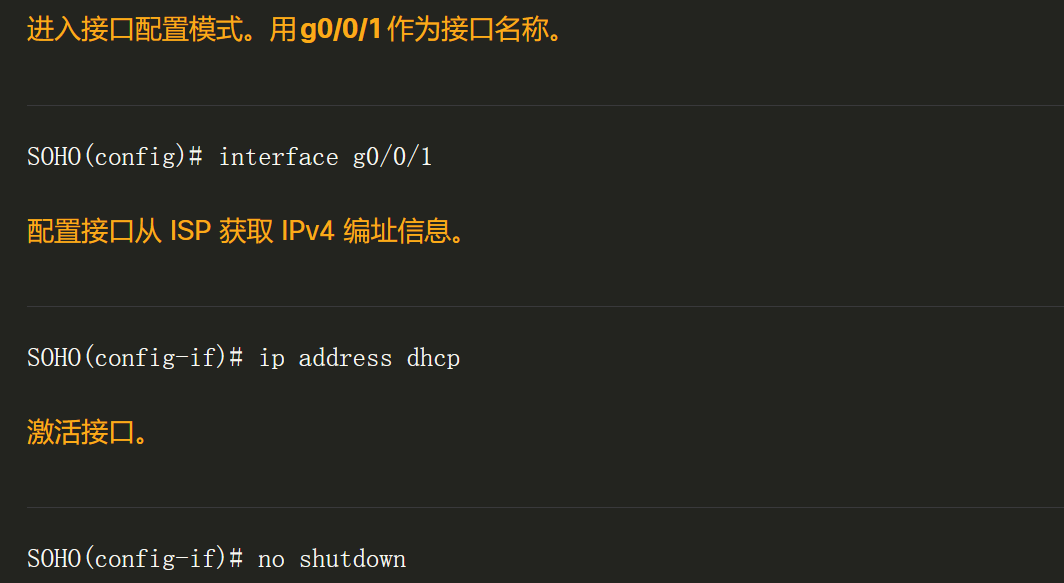 进入接口配置模式。用 g0/0/1 作为接口名称。
SOHO(config)# interface g0/0/1
配置接口从 ISP 获取 IPv4 编址信息。
SOHO(config-if)# ip address dhcp
激活接口。
SOHO(config-if)# no shutdown